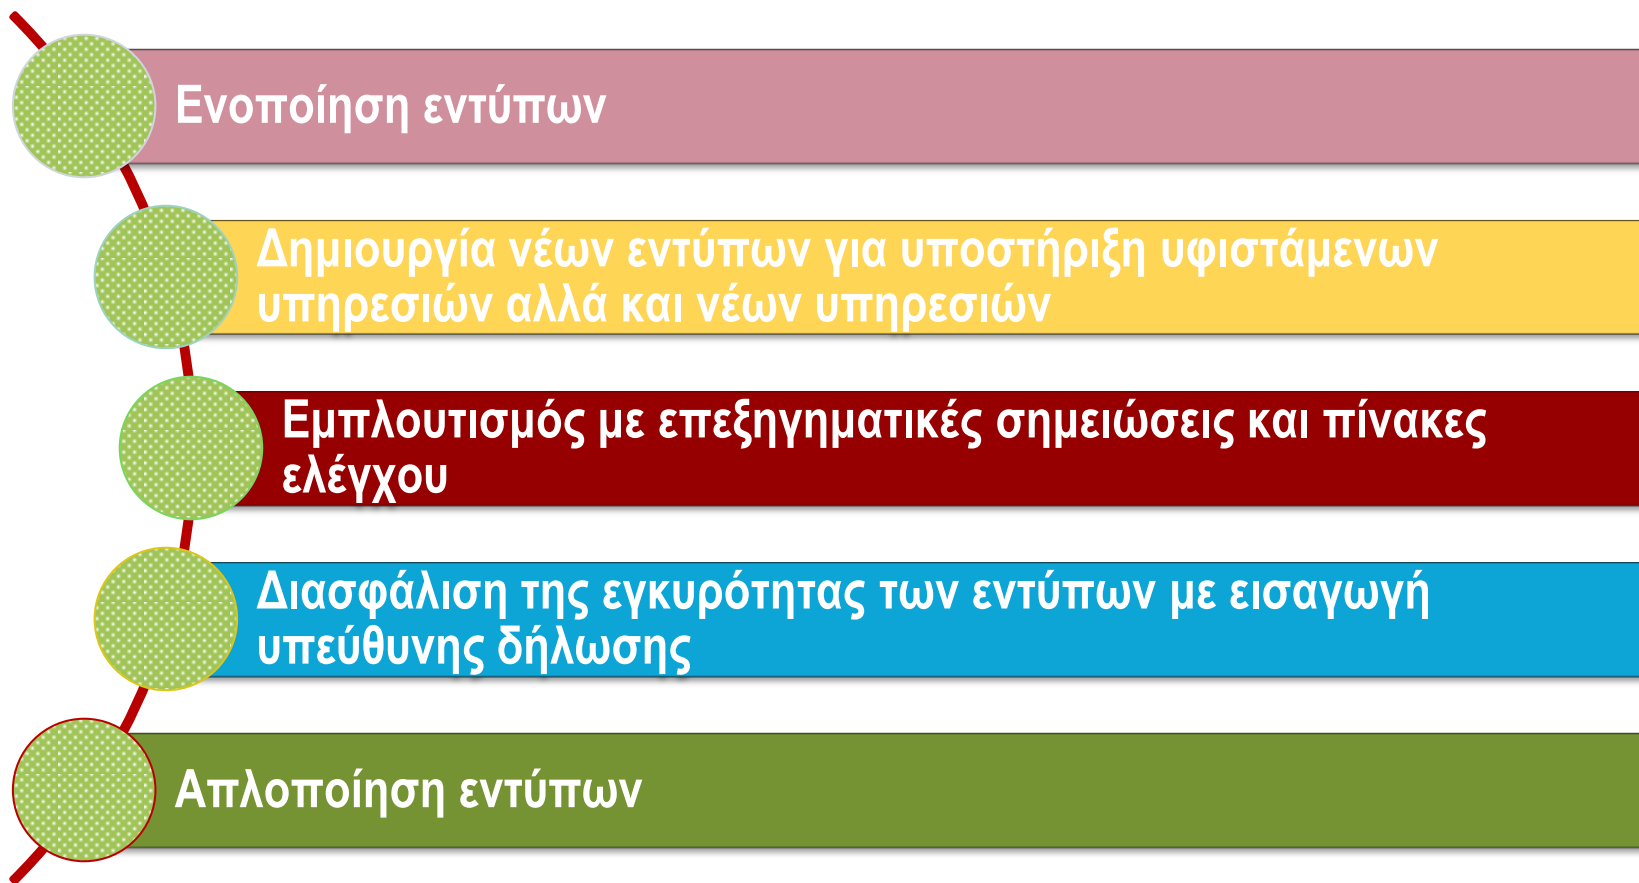 Ενοποίηση εντύπων
Δημιουργία νέων εντύπων για υποστήριξη υφιστάμενων
υπηρεσιών αλλά και νέων υπηρεσιών
Εμπλουτισμός με επεξηγηματικές σημειώσεις και πίνακες
ελέγχου
Διασφάλιση της εγκυρότητας των εντύπων με εισαγωγή
υπεύθυνης δήλωσης
Απλοποίηση εντύπων